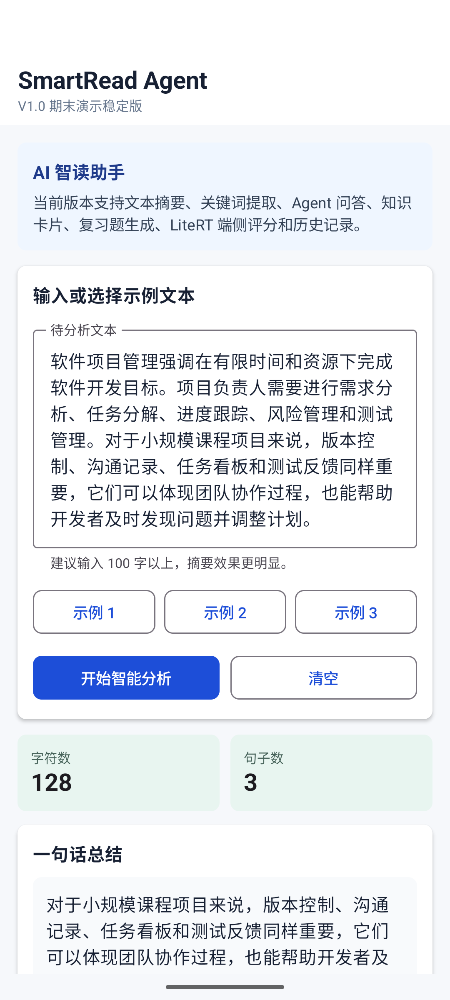 SmartRead Agent
V1.0 期末演示稳定版
AI 智读助手
当前版本支持文本摘要、关键词提取、Agent 问答、知识
卡片、复习题生成、LiteRT 端侧评分和历史记录。
输入或选择示例文本
待分析文本
软件项目管理强调在有限时间和资源下完成
软件开发目标。项目负责人需要进行需求分
析、任务分解、进度跟踪、风险管理和测试
管理。对于小规模课程项目来说，版本控
制、沟通记录、任务看板和测试反馈同样重
要，它们可以体现团队协作过程，也能帮助
开发者及时发现问题并调整计划。
建议输入 100 字以上，摘要效果更明显。
示例 1
示例 2
示例 3
开始智能分析
清空
字符数
128
句子数
3
一句话总结
对于小规模课程项目来说，版本控制、沟通
记录、任务看板和测试反馈同样重要，它们
可以体现团队协作过程，也能帮助开发者及